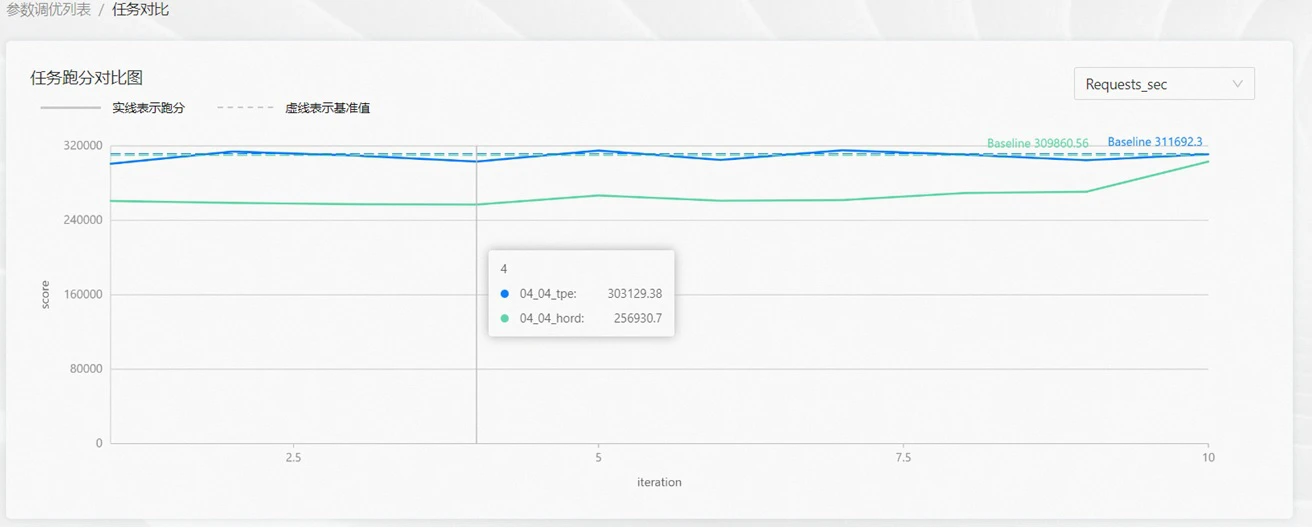 参数调优列表 / 任务对比
任务跑分对比图
Requests_sec
实线表示跑分 虚线表示基准值
Baseline 309860.56 Baseline 311692.3
320000
240000
160000
80000
0
score
4
04_04_tpe: 303129.38
04_04_hord: 256930.7
2.5 5 7.5 10
iteration